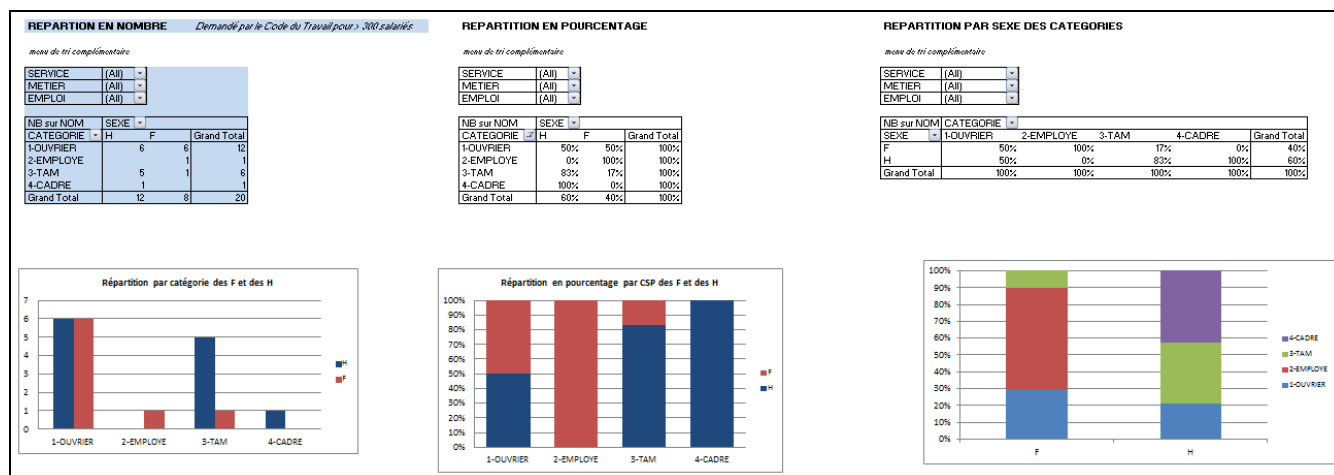 REPARTION EN NOMBRE Demandé par le Code du Travail pour > 300 salariés
menu de tri complémentaire
SERVICE (All)
METIER (All)
EMPLOI (All)
NB sur NOM SEXE
CATEGORIE H F Grand Total
1-OUVRIER 6 6 12
2-EMPLOYE 1 1
3-TAM 5 1 6
4-CADRE 1 1
Grand Total 12 8 20
Répartition par catégorie des F et des H
7
6
5
4
3
2
1
0
1-OUVRIER 2-EMPLOYE 3-TAM 4-CADRE
H
F
REPARTITION EN POURCENTAGE
menu de tri complémentaire
SERVICE (All)
METIER (All)
EMPLOI (All)
NB sur NOM SEXE
CATEGORIE H F Grand Total
1-OUVRIER 50% 50% 100%
2-EMPLOYE 0% 100% 100%
3-TAM 83% 17% 100%
4-CADRE 100% 0% 100%
Grand Total 60% 40% 100%
Répartition en pourcentage par CSP des F et des H
100%
90%
80%
70%
60%
50%
40%
30%
20%
10%
0%
1-OUVRIER 2-EMPLOYE 3-TAM 4-CADRE
F
H
REPARTITION PAR SEXE DES CATEGORIES
menu de tri complémentaire
SERVICE (All)
METIER (All)
EMPLOI (All)
NB sur NOM CATEGORIE
SEXE 1-OUVRIER 2-EMPLOYE 3-TAM 4-CADRE Grand Total
F 50% 100% 17% 0% 40%
H 50% 0% 83% 100% 60%
Grand Total 100% 100% 100% 100% 100%
100%
90%
80%
70%
60%
50%
40%
30%
20%
10%
0%
F H
4-CADRE
3-TAM
2-EMPLOYE
1-OUVRIER